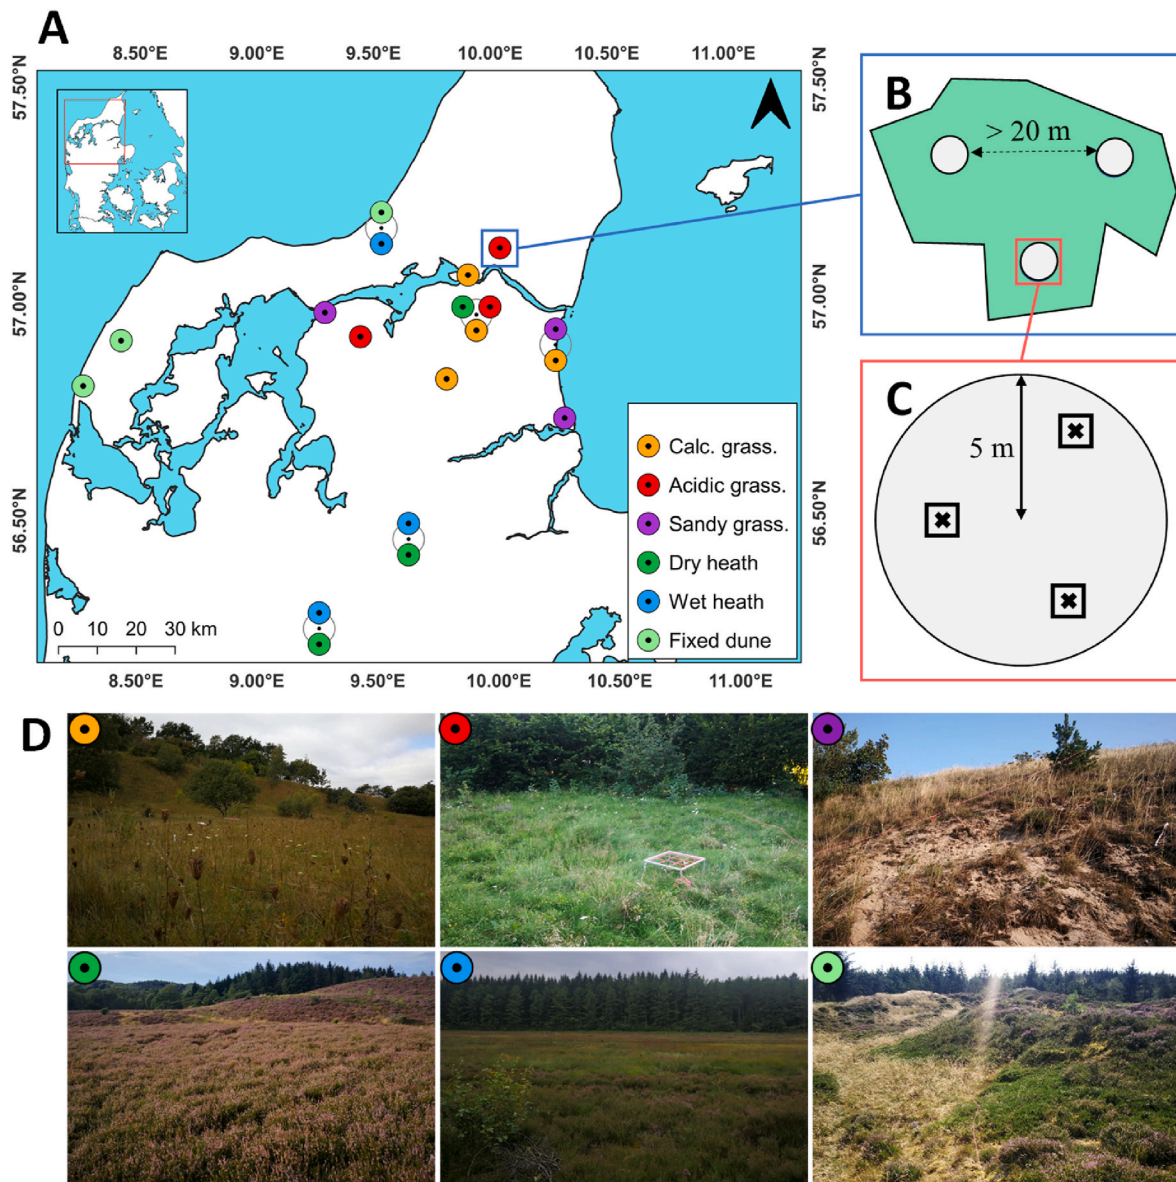 A
8.50°E 9.00°E 9.50°E 10.00°E 10.50°E 11.00°E
57.50°N
57.00°N
56.50°N
57.50°N
57.00°N
56.50°N
Calc. grass.
Acidic grass.
Sandy grass.
Dry heath
Wet heath
Fixed dune
0 10 20 30 km
8.50°E 9.00°E 9.50°E 10.00°E 10.50°E 11.00°E
B
> 20 m
C
5 m
D